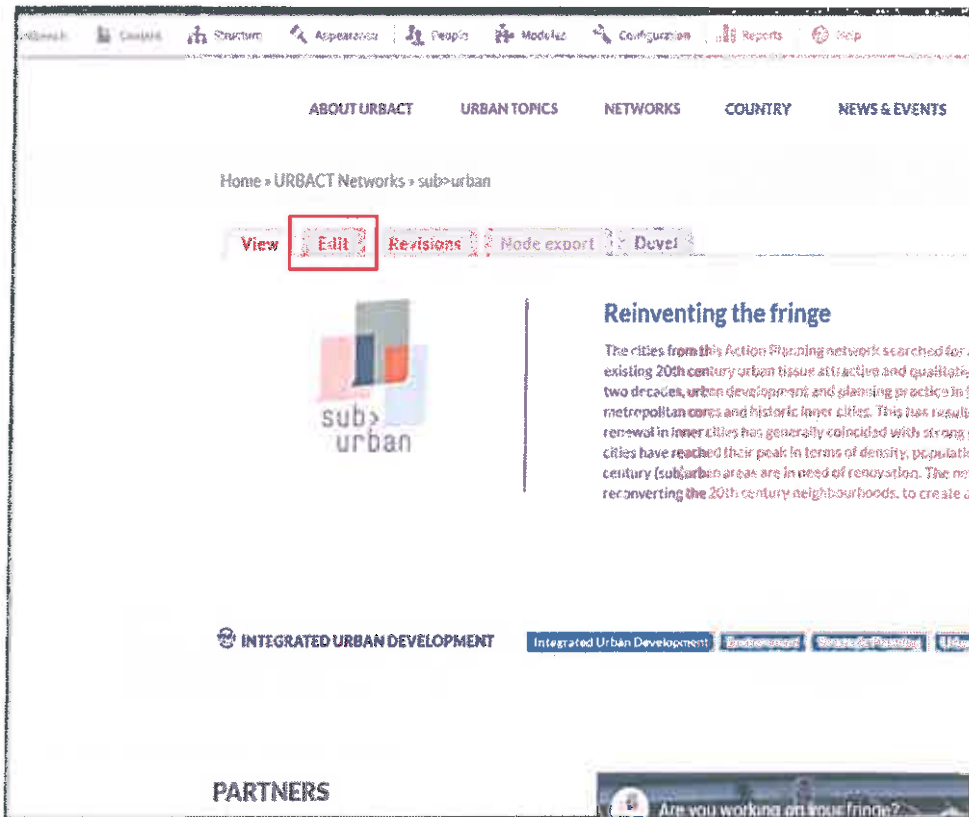 Content Structure Appearance People Modules Configuration Reports Help
ABOUT URBACT URBAN TOPICS NETWORKS COUNTRY NEWS & EVENTS
Home » URBACT Networks » sub>urban
View Edit Revisions Node export Devel
sub>
urban
Reinventing the fringe
The cities from this Action Planning network searched for
existing 20th century urban tissue attractive and
two decades, urban development and planning practice in
metropolitan cores and historic inner cities. This has
renewal in inner cities has generally coincided with strong
cities have reached their peak in terms of density,
century (sub)urban areas are in need of renovation. The
reconverting the 20th century neighbourhoods, to create a
INTEGRATED URBAN DEVELOPMENT Integrated Urban Development Environment Strategic Planning
PARTNERS
Are you working on your fringe?